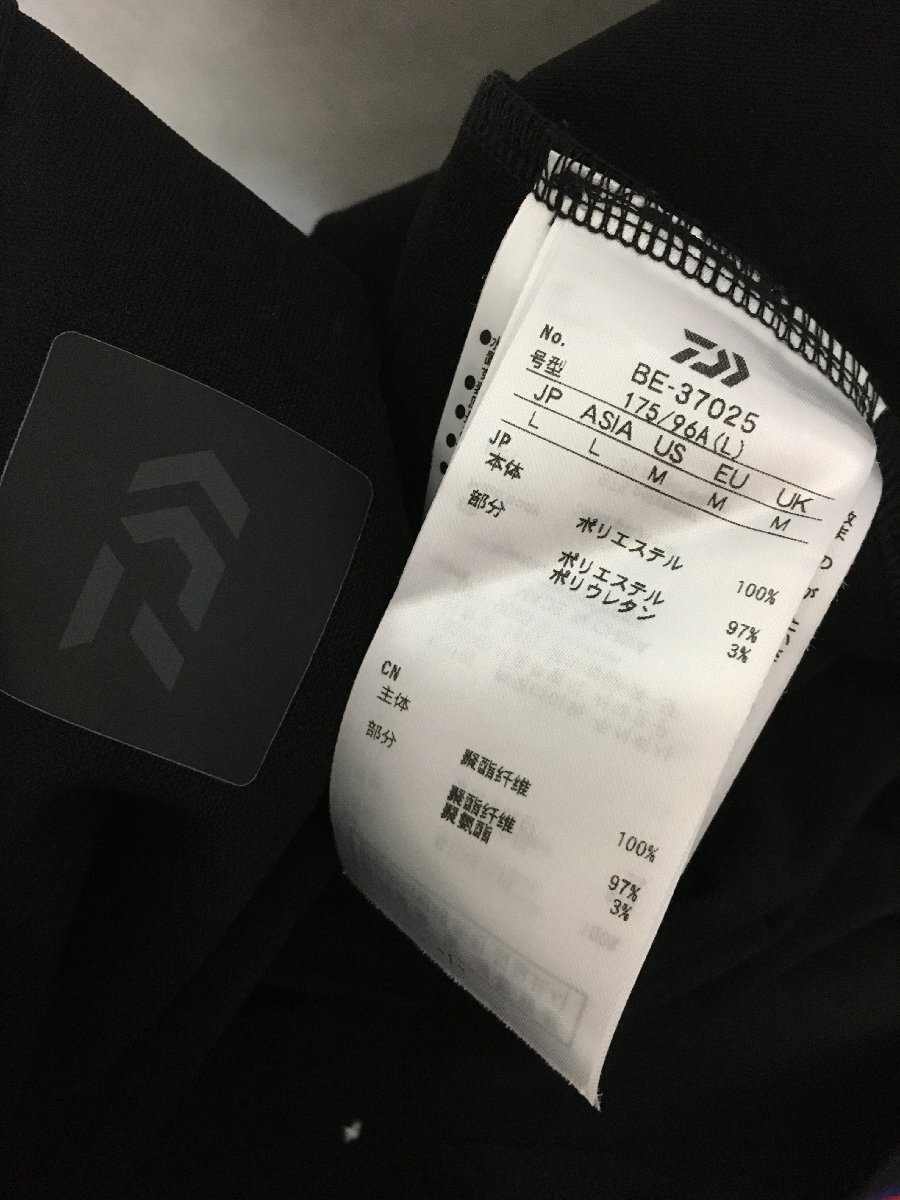 No. BE-37025
号型 175/96A(L)
JP ASIA US EU UK
L L M M M
JP
本体
ポリエステル 100%
部分
ポリエステル 97%
ポリウレタン 3%
CN
主体
聚酯纤维 100%
部分
聚酯纤维 97%
聚氨酯 3%